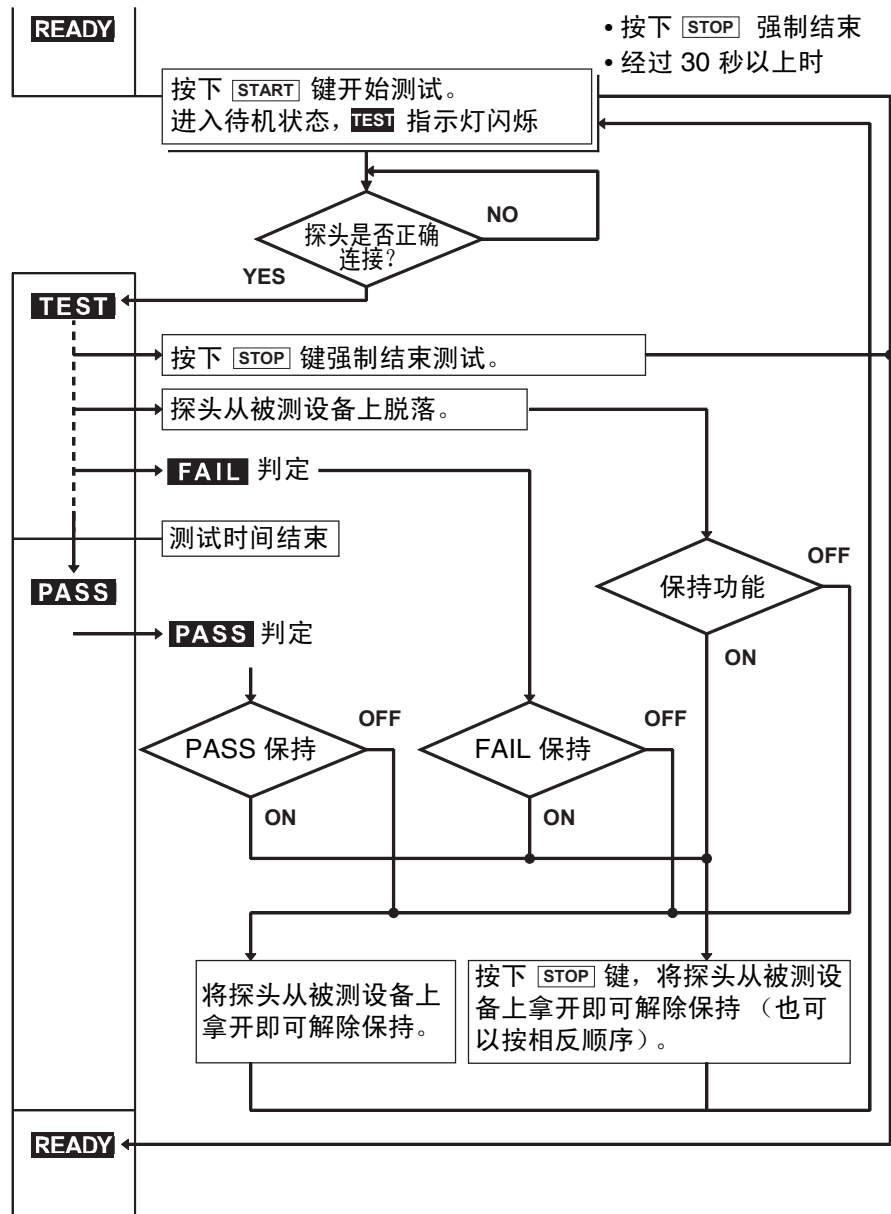 READY
• 按下 STOP 强制结束
• 经过 30 秒以上时
按下 START 键开始测试。
进入待机状态，TEST 指示灯闪烁
探头是否正确
连接？
NO
YES
TEST
按下 STOP 键强制结束测试。
探头从被测设备上脱落。
FAIL 判定
测试时间结束
PASS
保持功能
OFF
ON
PASS 判定
PASS 保持
OFF
ON
FAIL 保持
OFF
ON
将探头从被测设备上
拿开即可解除保持。
按下 STOP 键，将探头从被测设
备上拿开即可解除保持 （也可
以按相反顺序）。
READY